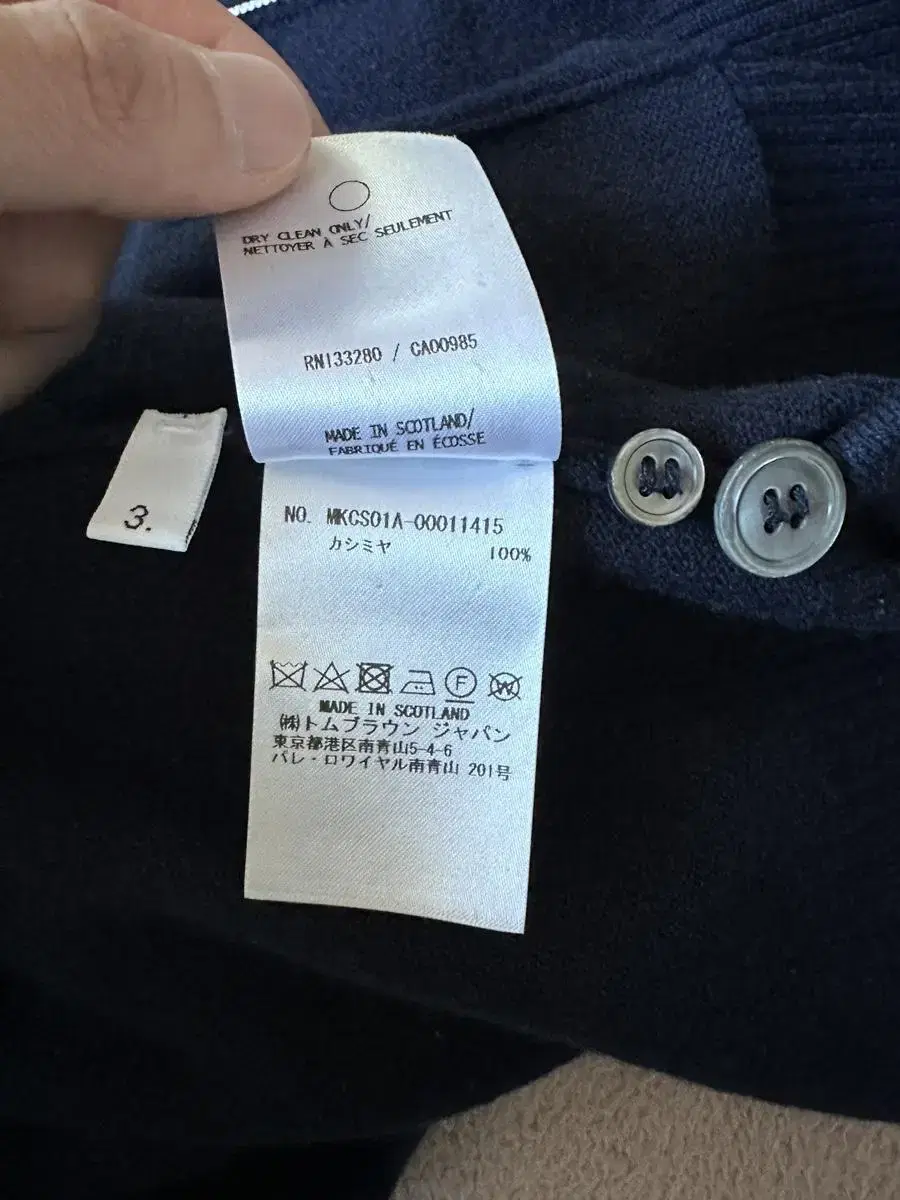 DRY CLEAN ONLY/
NETTOYER À SEC SEULEMENT
RN133280 / CA00985
MADE IN SCOTLAND/
FABRIQUÉ EN ÉCOSSE
3.
NO. MKCS01A-00011415
カシミヤ 100%
F W
MADE IN SCOTLAND
㈱トムブラウン ジャパン
東京都港区南青山5-4-6
パレ・ロワイヤル南青山 201号